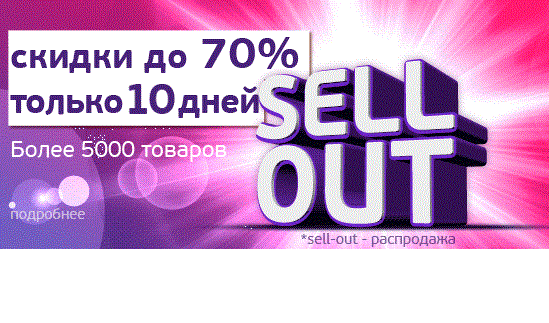 скидки до 70%
только 10 дней
Более 5000 товаров
подробнее
SELL
OUT
*sell-out - распродажа